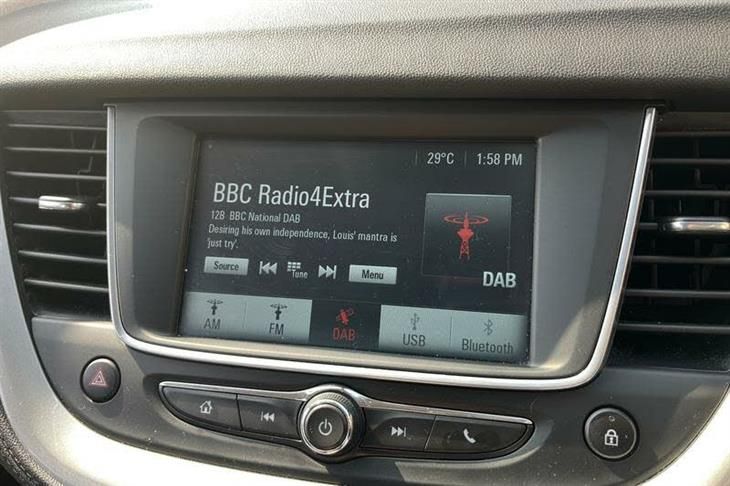 29°C 1:58 PM
BBC Radio4Extra
12B BBC National DAB
Desiring his own independence, Louis' mantra is
'just try'.
Source Tune Menu
DAB
AM FM DAB USB Bluetooth